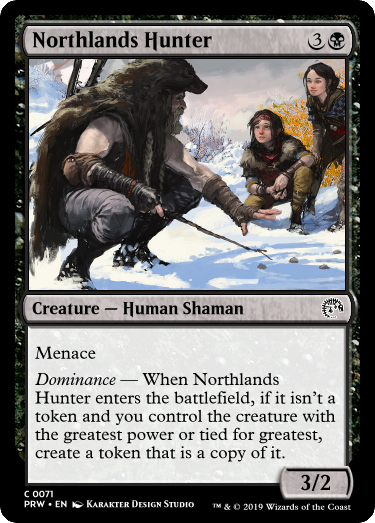 Northlands Hunter 3
Creature — Human Shaman
Menace
Dominance — When Northlands
Hunter enters the battlefield, if it isn't a
token and you control the creature with
the greatest power or tied for greatest,
create a token that is a copy of it.
3/2
C 0071
PRW • EN Karakter Design Studio
™ & © 2019 Wizards of the Coast